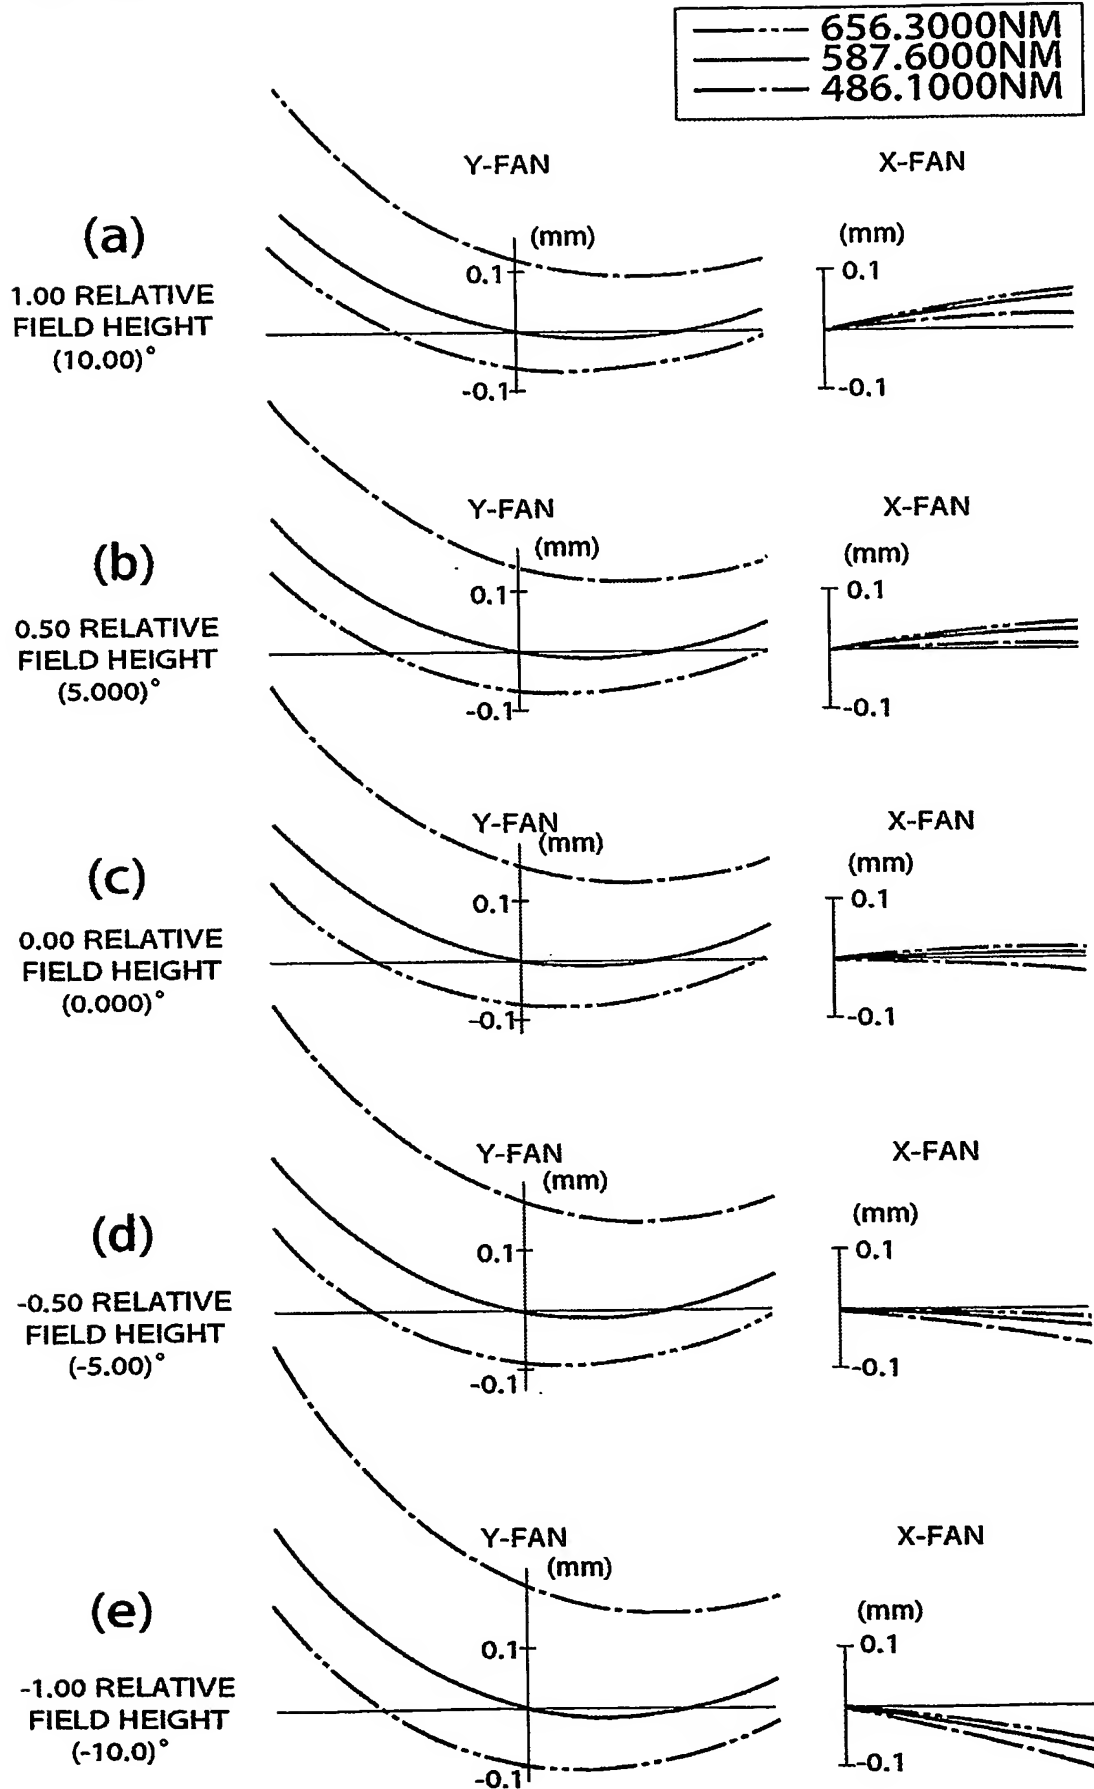 656.3000NM
587.6000NM
486.1000NM
Y-FAN
X-FAN
(a)
1.00 RELATIVE
FIELD HEIGHT
(10.00)°
(mm)
0.1
-0.1
(mm)
0.1
-0.1
Y-FAN
X-FAN
(b)
0.50 RELATIVE
FIELD HEIGHT
(5.000)°
(mm)
0.1
-0.1
(mm)
0.1
-0.1
Y-FAN
X-FAN
(c)
0.00 RELATIVE
FIELD HEIGHT
(0.000)°
(mm)
0.1
-0.1
(mm)
0.1
-0.1
Y-FAN
X-FAN
(d)
-0.50 RELATIVE
FIELD HEIGHT
(-5.00)°
(mm)
0.1
-0.1
(mm)
0.1
-0.1
Y-FAN
X-FAN
(e)
-1.00 RELATIVE
FIELD HEIGHT
(-10.0)°
(mm)
0.1
-0.1
(mm)
0.1
-0.1